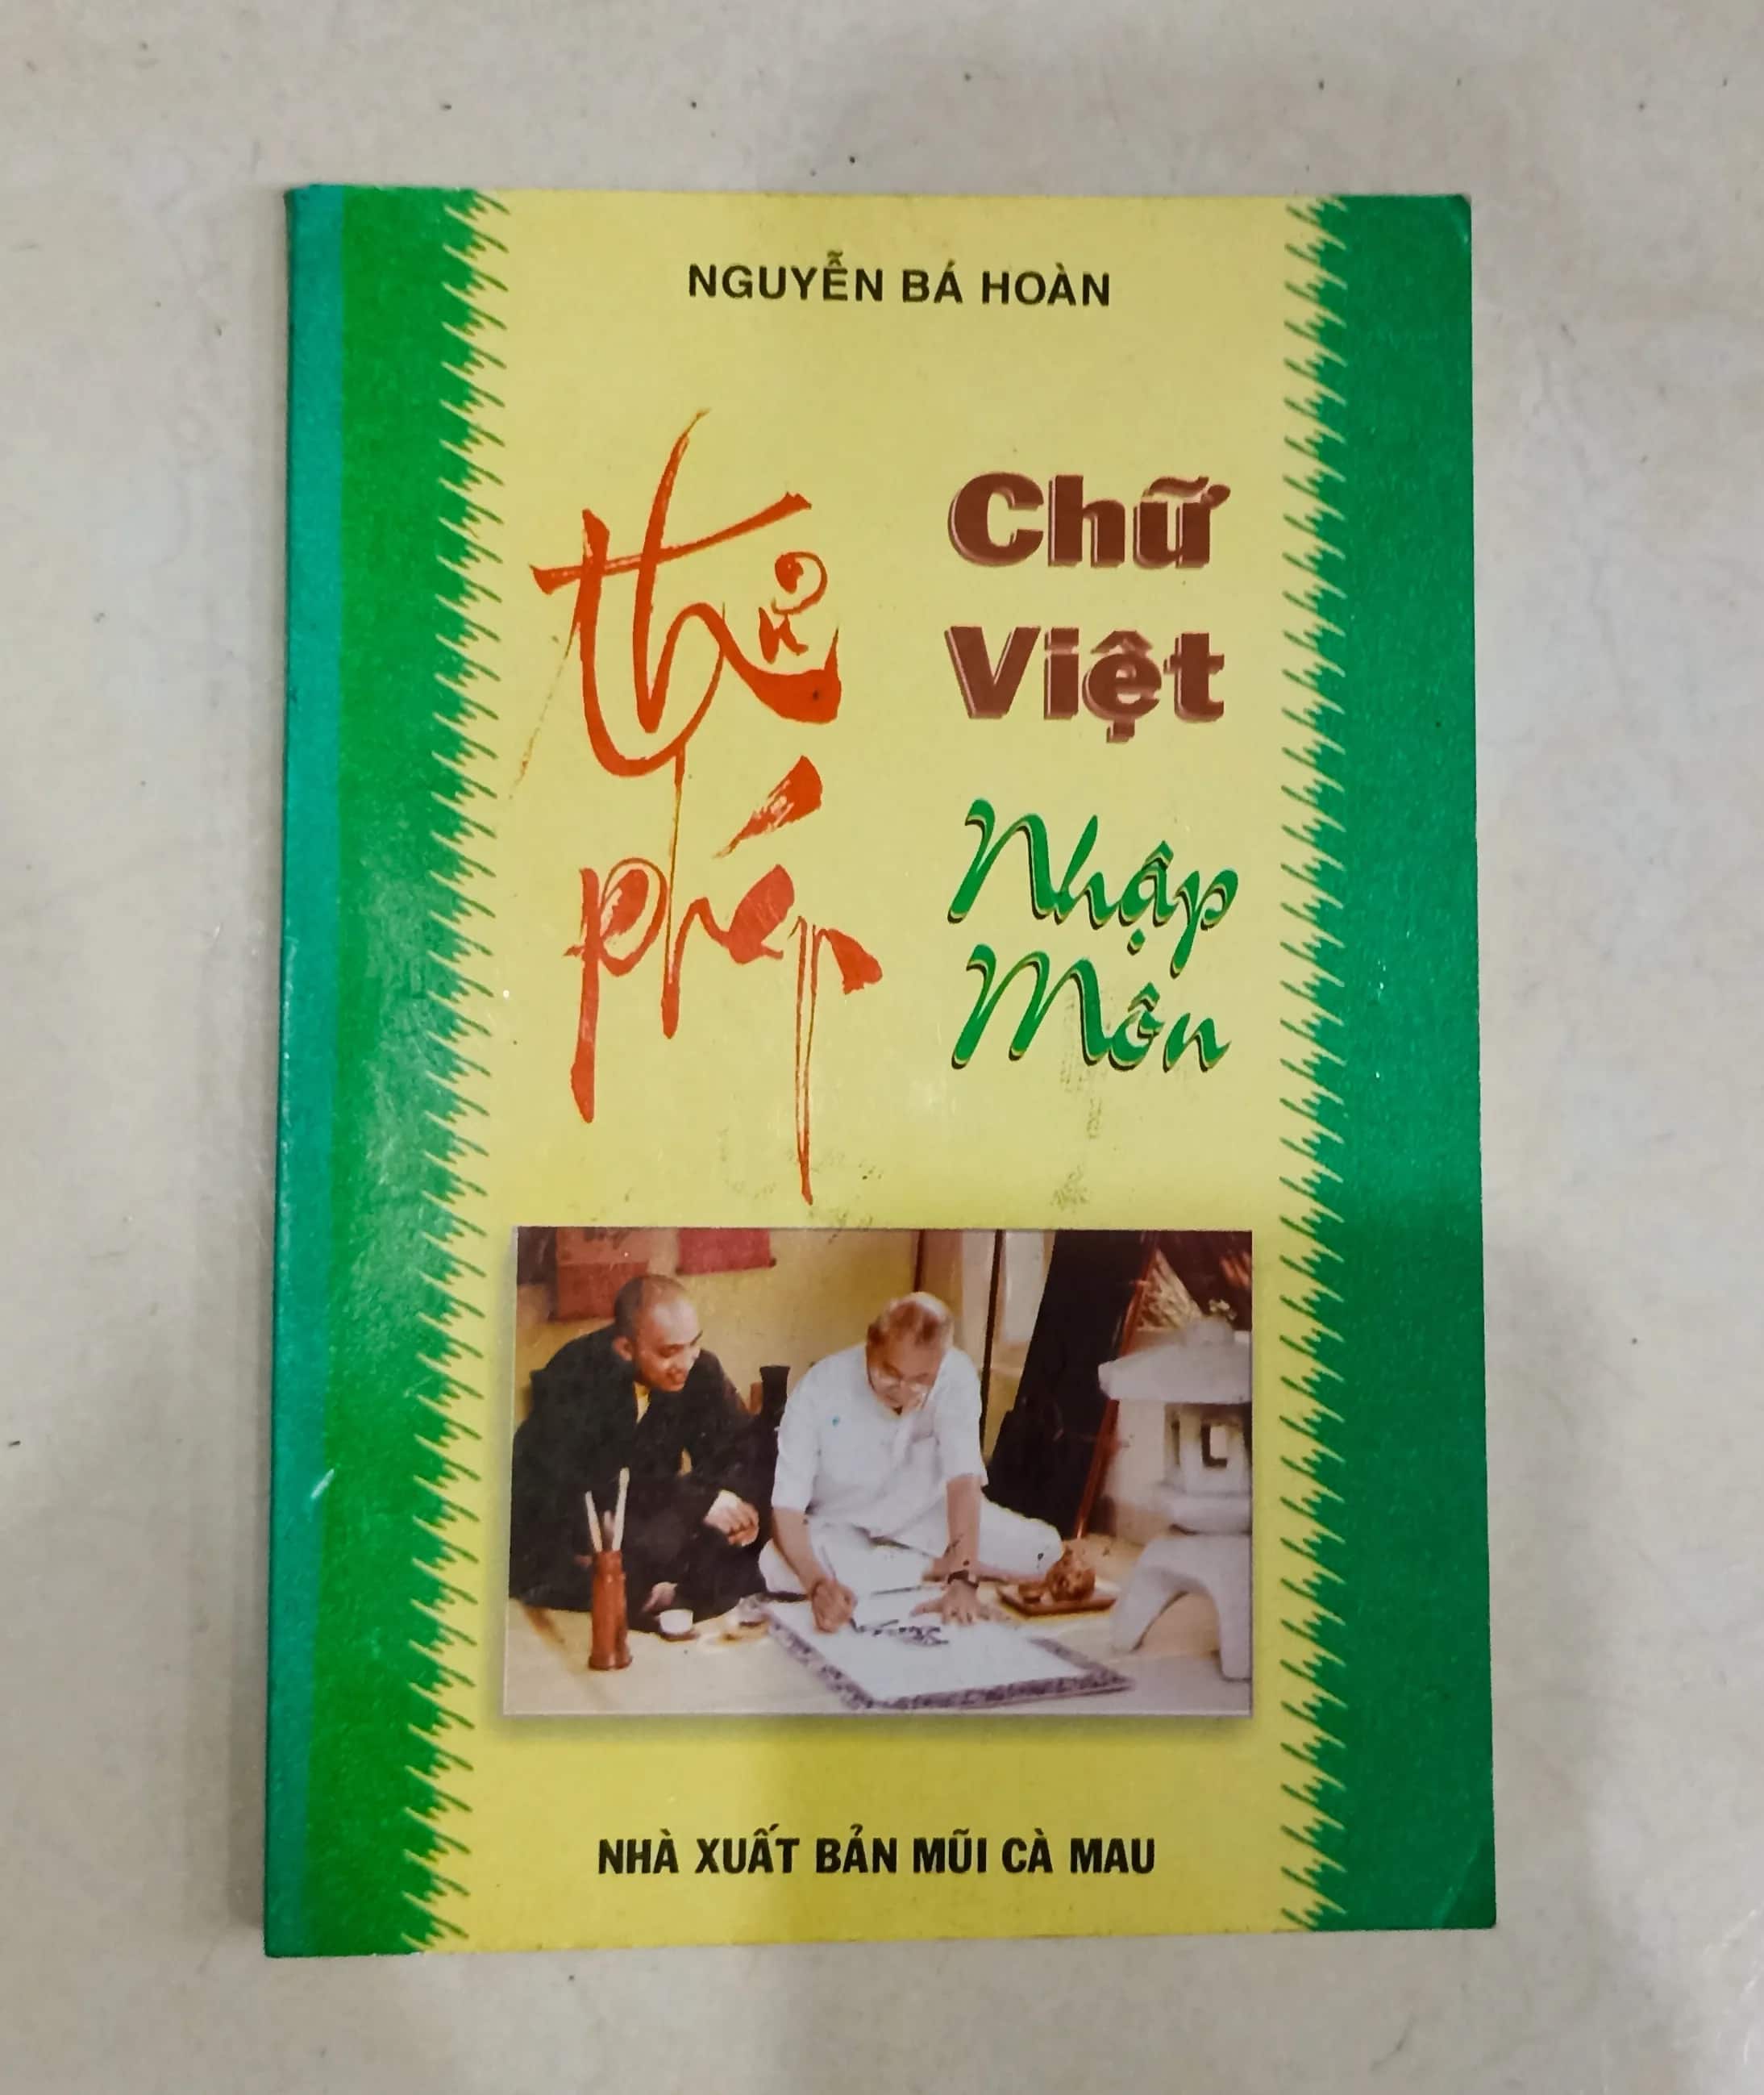 NGUYỄN BÁ HOÀN
thư
pháp
Chữ
Việt
Nhập
Môn
NHÀ XUẤT BẢN MŨI CÀ MAU